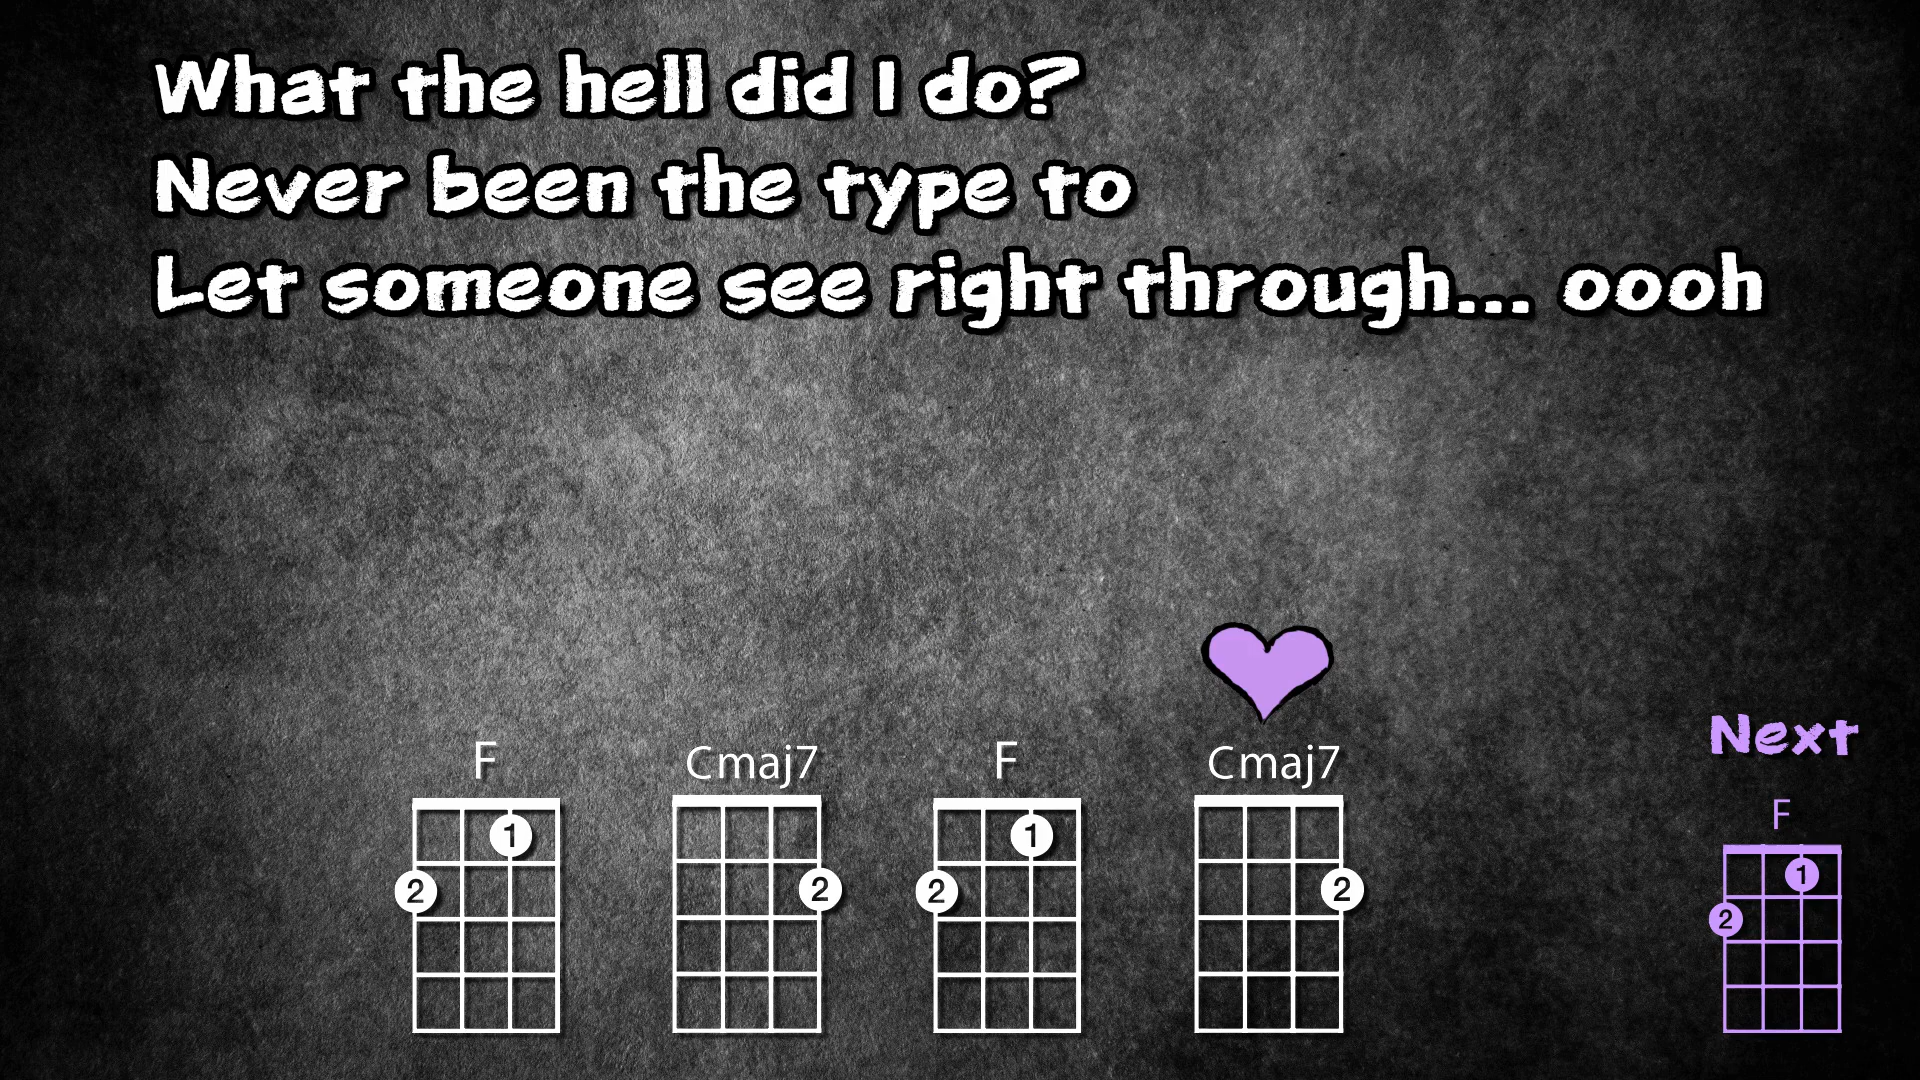 What the hell did I do?
Never been the type to
Let someone see right through... oooh
F Cmaj7 F Cmaj7
Next
F
1 1
2 2 2 2
1
2